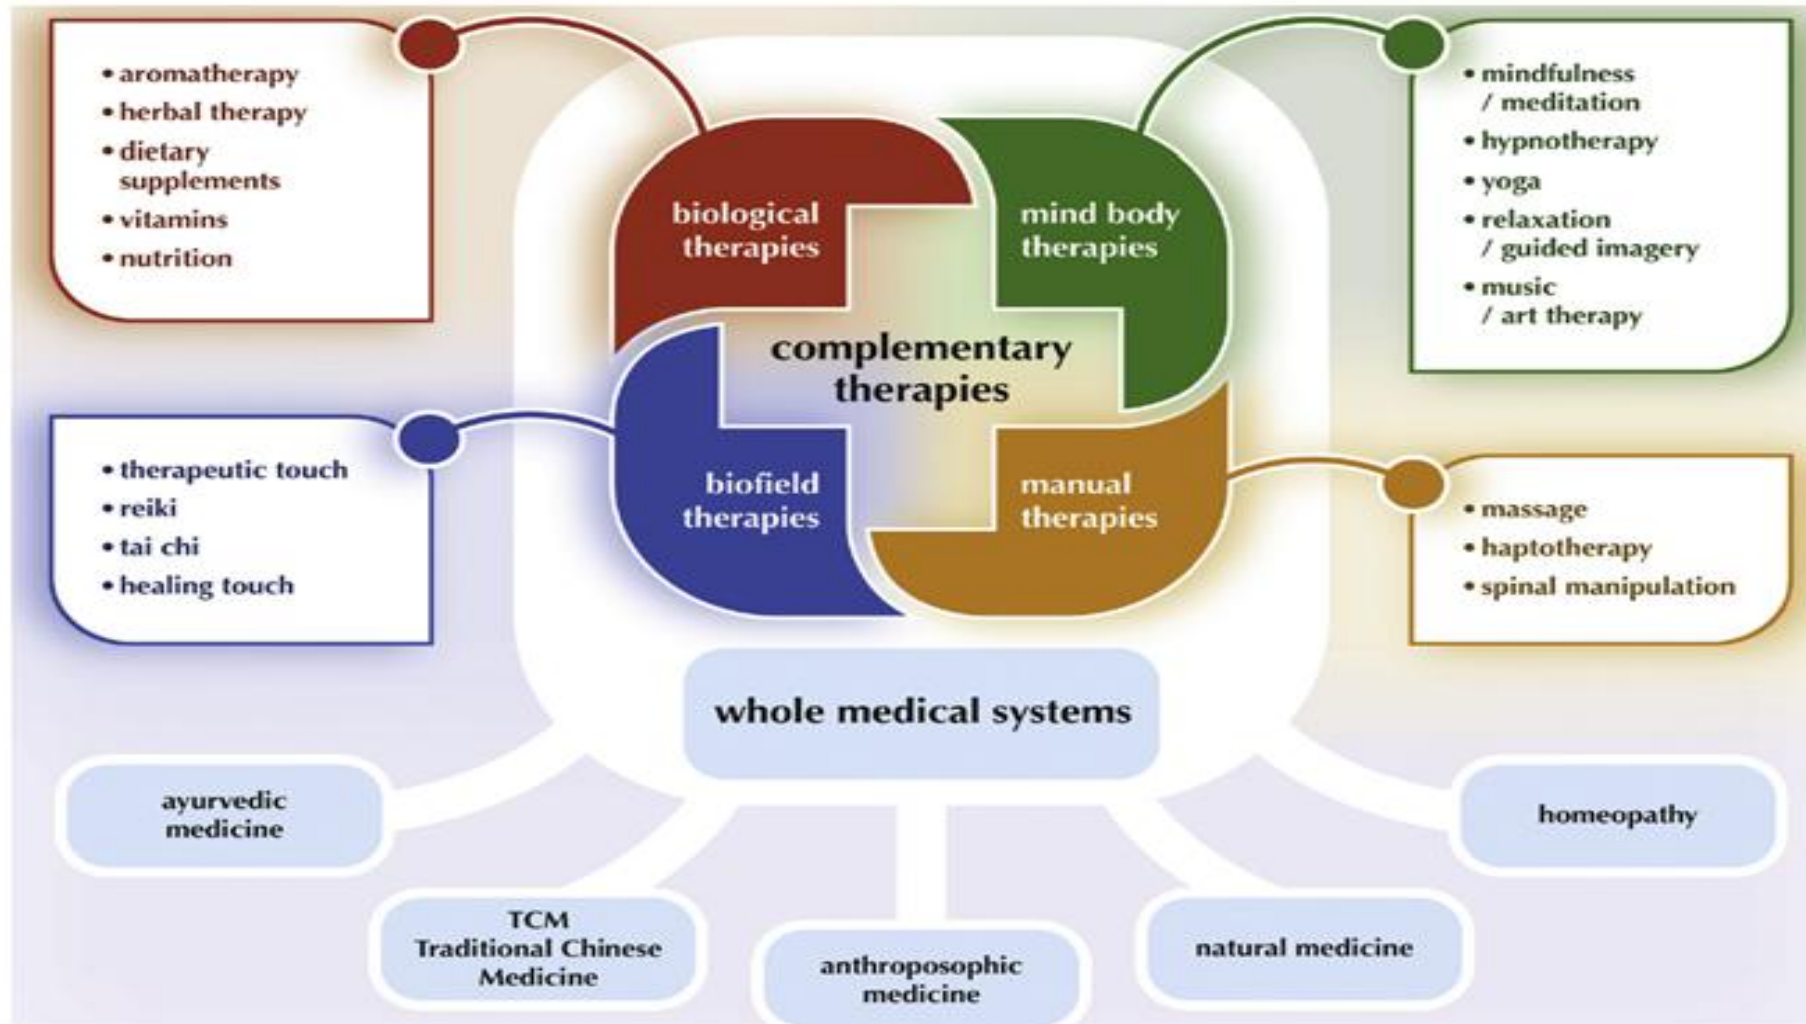 • aromatherapy
• herbal therapy
• dietary
supplements
• vitamins
• nutrition
biological
therapies
mind body
therapies
• mindfulness
/ meditation
• hypnotherapy
• yoga
• relaxation
/ guided imagery
• music
/ art therapy
complementary
therapies
• therapeutic touch
• reiki
• tai chi
• healing touch
biofield
therapies
manual
therapies
• massage
• haptotherapy
• spinal manipulation
whole medical systems
ayurvedic
medicine
TCM
Traditional Chinese
Medicine
anthroposophic
medicine
natural medicine
homeopathy